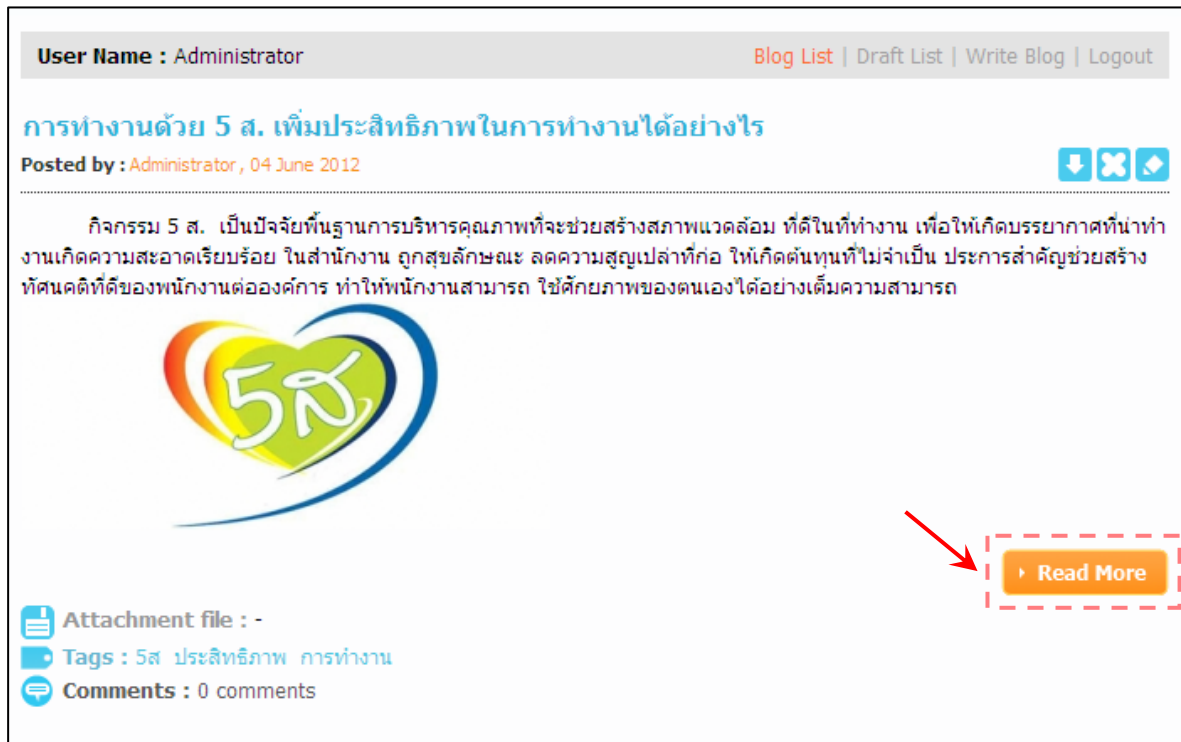 User Name : Administrator Blog List | Draft List | Write Blog | Logout
การทำงานด้วย 5 ส. เพิ่มประสิทธิภาพในการทำงานได้อย่างไร
Posted by : Administrator , 04 June 2012
กิจกรรม 5 ส. เป็นปัจจัยพื้นฐานการบริหารคุณภาพที่จะช่วยสร้างสภาพแวดล้อม ที่ดีในที่ทำงาน เพื่อให้เกิดบรรยากาศที่น่าทำ
งานเกิดความสะอาดเรียบร้อย ในสำนักงาน ถูกสุขลักษณะ ลดความสูญเปล่าที่ก่อ ให้เกิดต้นทุนที่ไม่จำเป็น ประการสำคัญช่วยสร้าง
ทัศนคติที่ดีของพนักงานต่อองค์การ ทำให้พนักงานสามารถ ใช้ศักยภาพของตนเองได้อย่างเต็มความสามารถ
5ส
Read More
Attachment file : -
Tags : 5ส ประสิทธิภาพ การทำงาน
Comments : 0 comments